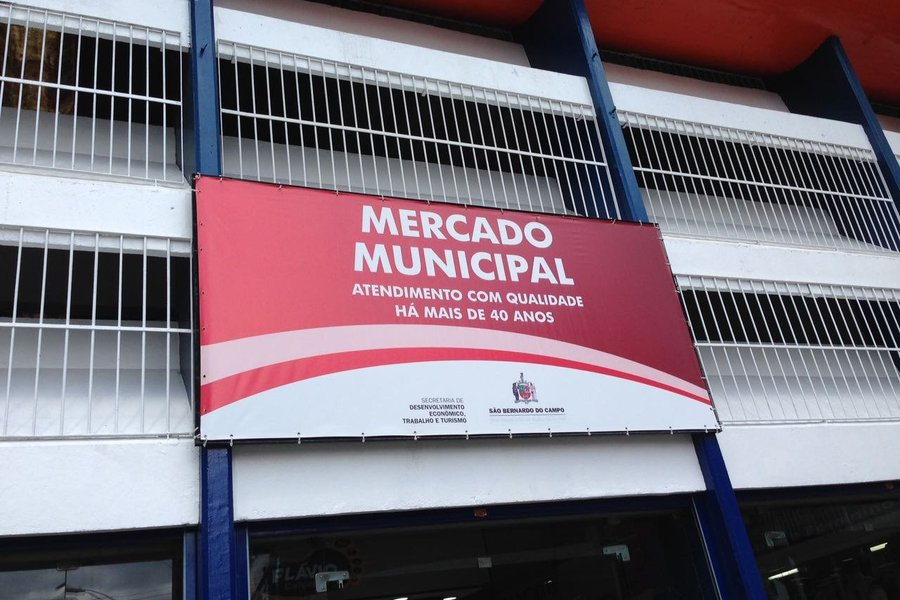 MERCADO
MUNICIPAL
ATENDIMENTO COM QUALIDADE
HÁ MAIS DE 40 ANOS
SECRETARIA DE
DESENVOLVIMENTO
ECONÔMICO,
TRABALHO E TURISMO
SÃO BERNARDO DO CAMPO
FLÁVIO